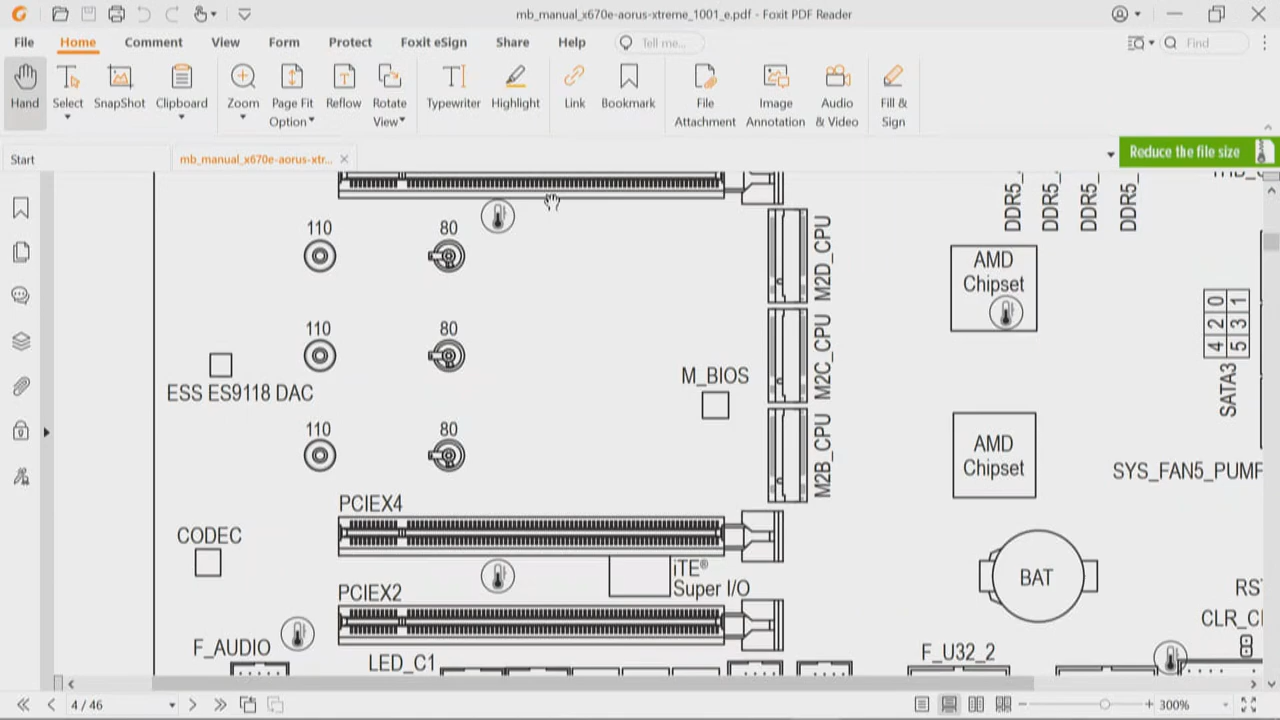 mb_manual_x670e-aorus-xtreme_1001_e.pdf - Foxit PDF Reader
File Home Comment View Form Protect Foxit eSign Share Help Tell me... Find
Hand Select SnapShot Clipboard Zoom Page Fit Option Reflow Rotate View Typewriter Highlight Link Bookmark File Attachment Image Annotation Audio & Video Fill & Sign
Start mb_manual_x670e-aorus-xtr... Reduce the file size
DDR5_ DDR5_ DDR5_ DDR5_
110 80
M2D_CPU
AMD
Chipset
4 2 0
5 3 1
SATA3
110 80
M2C_CPU
M_BIOS
ESS ES9118 DAC
110 80
M2B_CPU
AMD
Chipset
SYS_FAN5_PUMP
PCIEX4
CODEC
iTE®
Super I/O
BAT
PCIEX2
RS
CLR_C
F_AUDIO
LED_C1
F_U32_2
4 / 46
300%